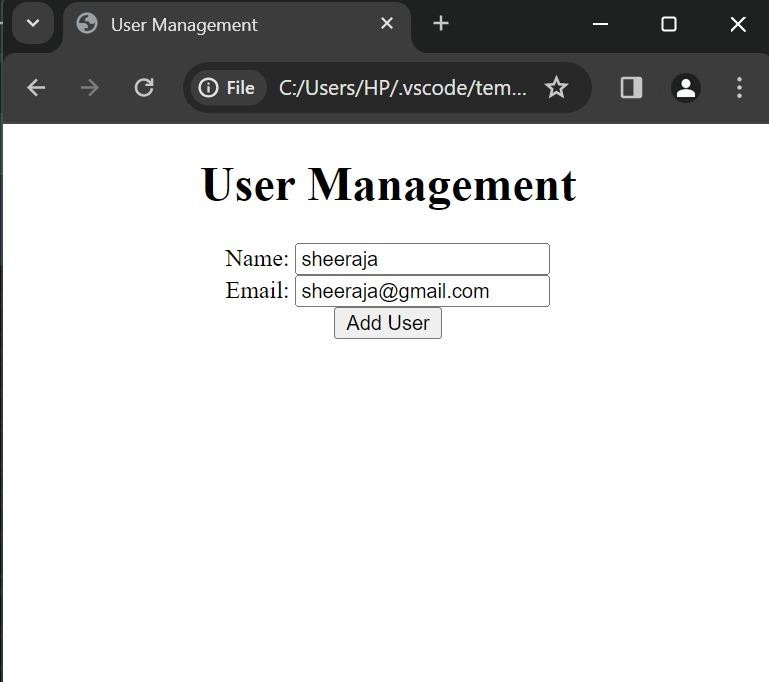 User Management
File C:/Users/HP/.vscode/tem...
User Management
Name: sheeraja
Email: sheeraja@gmail.com
Add User